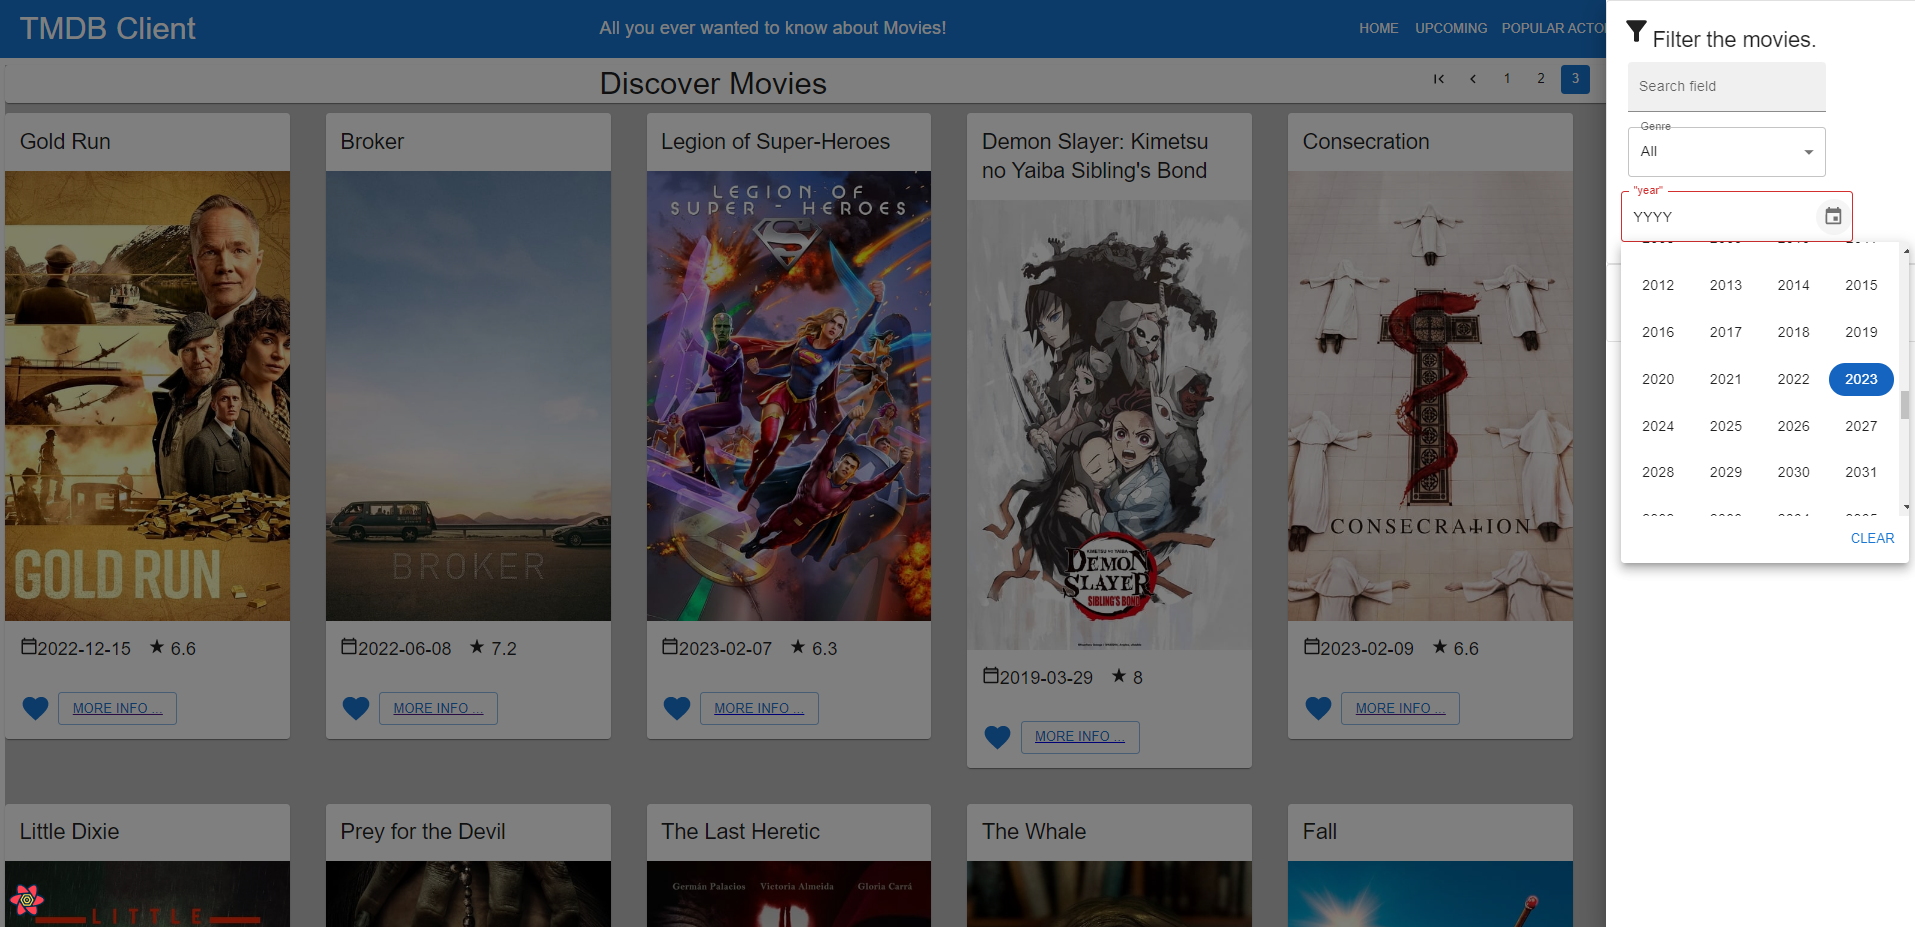 TMDB Client
All you ever wanted to know about Movies!
HOME UPCOMING POPULAR ACTO
Discover Movies
1 2 3
Gold Run
GOLD RUN
2022-12-15 6.6
MORE INFO ...
Broker
BROKER
2022-06-08 7.2
MORE INFO ...
Legion of Super-Heroes
LEGION OF
SUPER - HEROES
2023-02-07 6.3
MORE INFO ...
Demon Slayer: Kimetsu
no Yaiba Sibling's Bond
KIMETSU NO YAIBA
DEMON
SLAYER
SIBLING'S BOND
2019-03-29 8
MORE INFO ...
Consecration
CONSECRATION
2023-02-09 6.6
MORE INFO ...
Little Dixie
LITTLE
Prey for the Devil
The Last Heretic
Germán Palacios Victoria Almeida Gloria Carrá
The Whale
Fall
Filter the movies.
Search field
Genre
All
"year"
YYYY
2012 2013 2014 2015
2016 2017 2018 2019
2020 2021 2022 2023
2024 2025 2026 2027
2028 2029 2030 2031
CLEAR